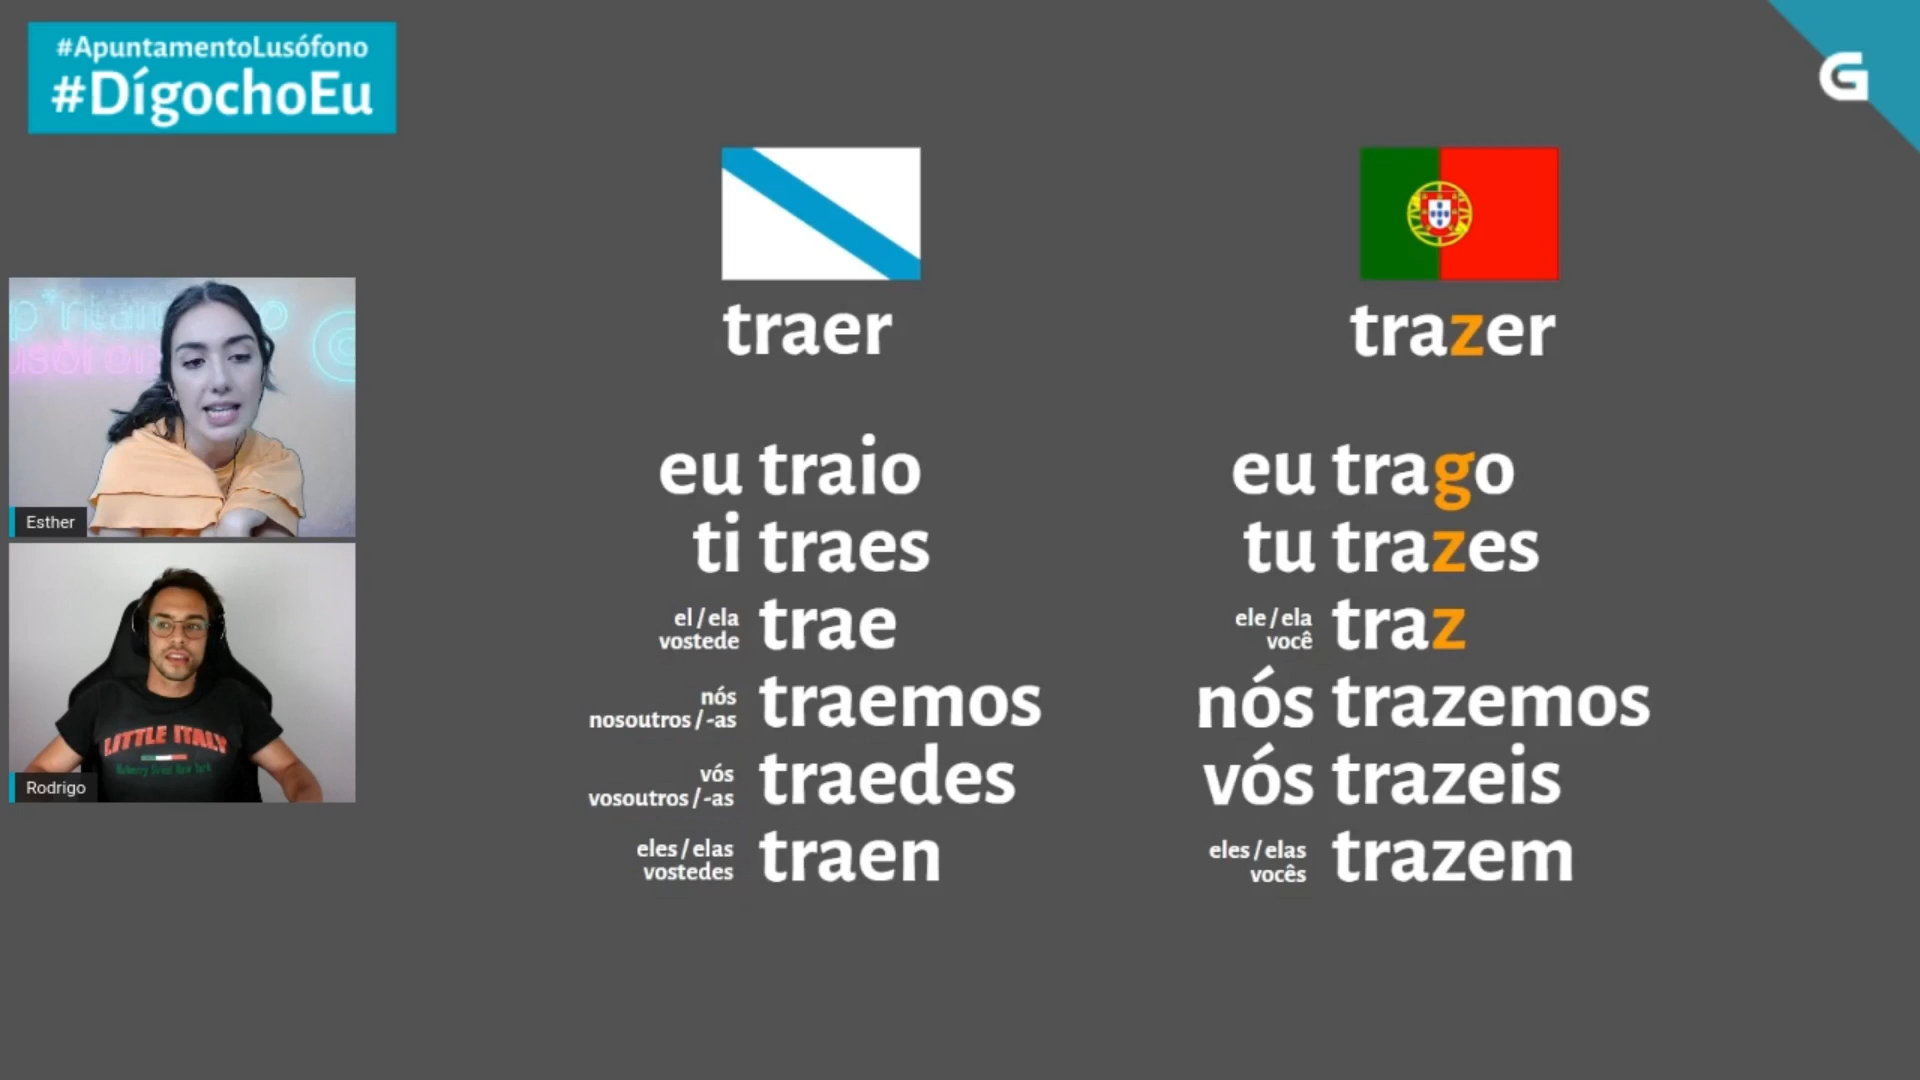 #ApuntamentoLusófono
#DígochoEu
G
traer
trazer
eu traio
ti traes
el / ela
vostede
trae
nós
nosoutros / -as
traemos
vós
vosoutros / -as
traedes
eles / elas
vostedes
traen
eu trago
tu trazes
ele / ela
você
traz
nós trazemos
vós trazeis
eles / elas
vocês
trazem
Esther
LITTLE ITALY
Rodrigo